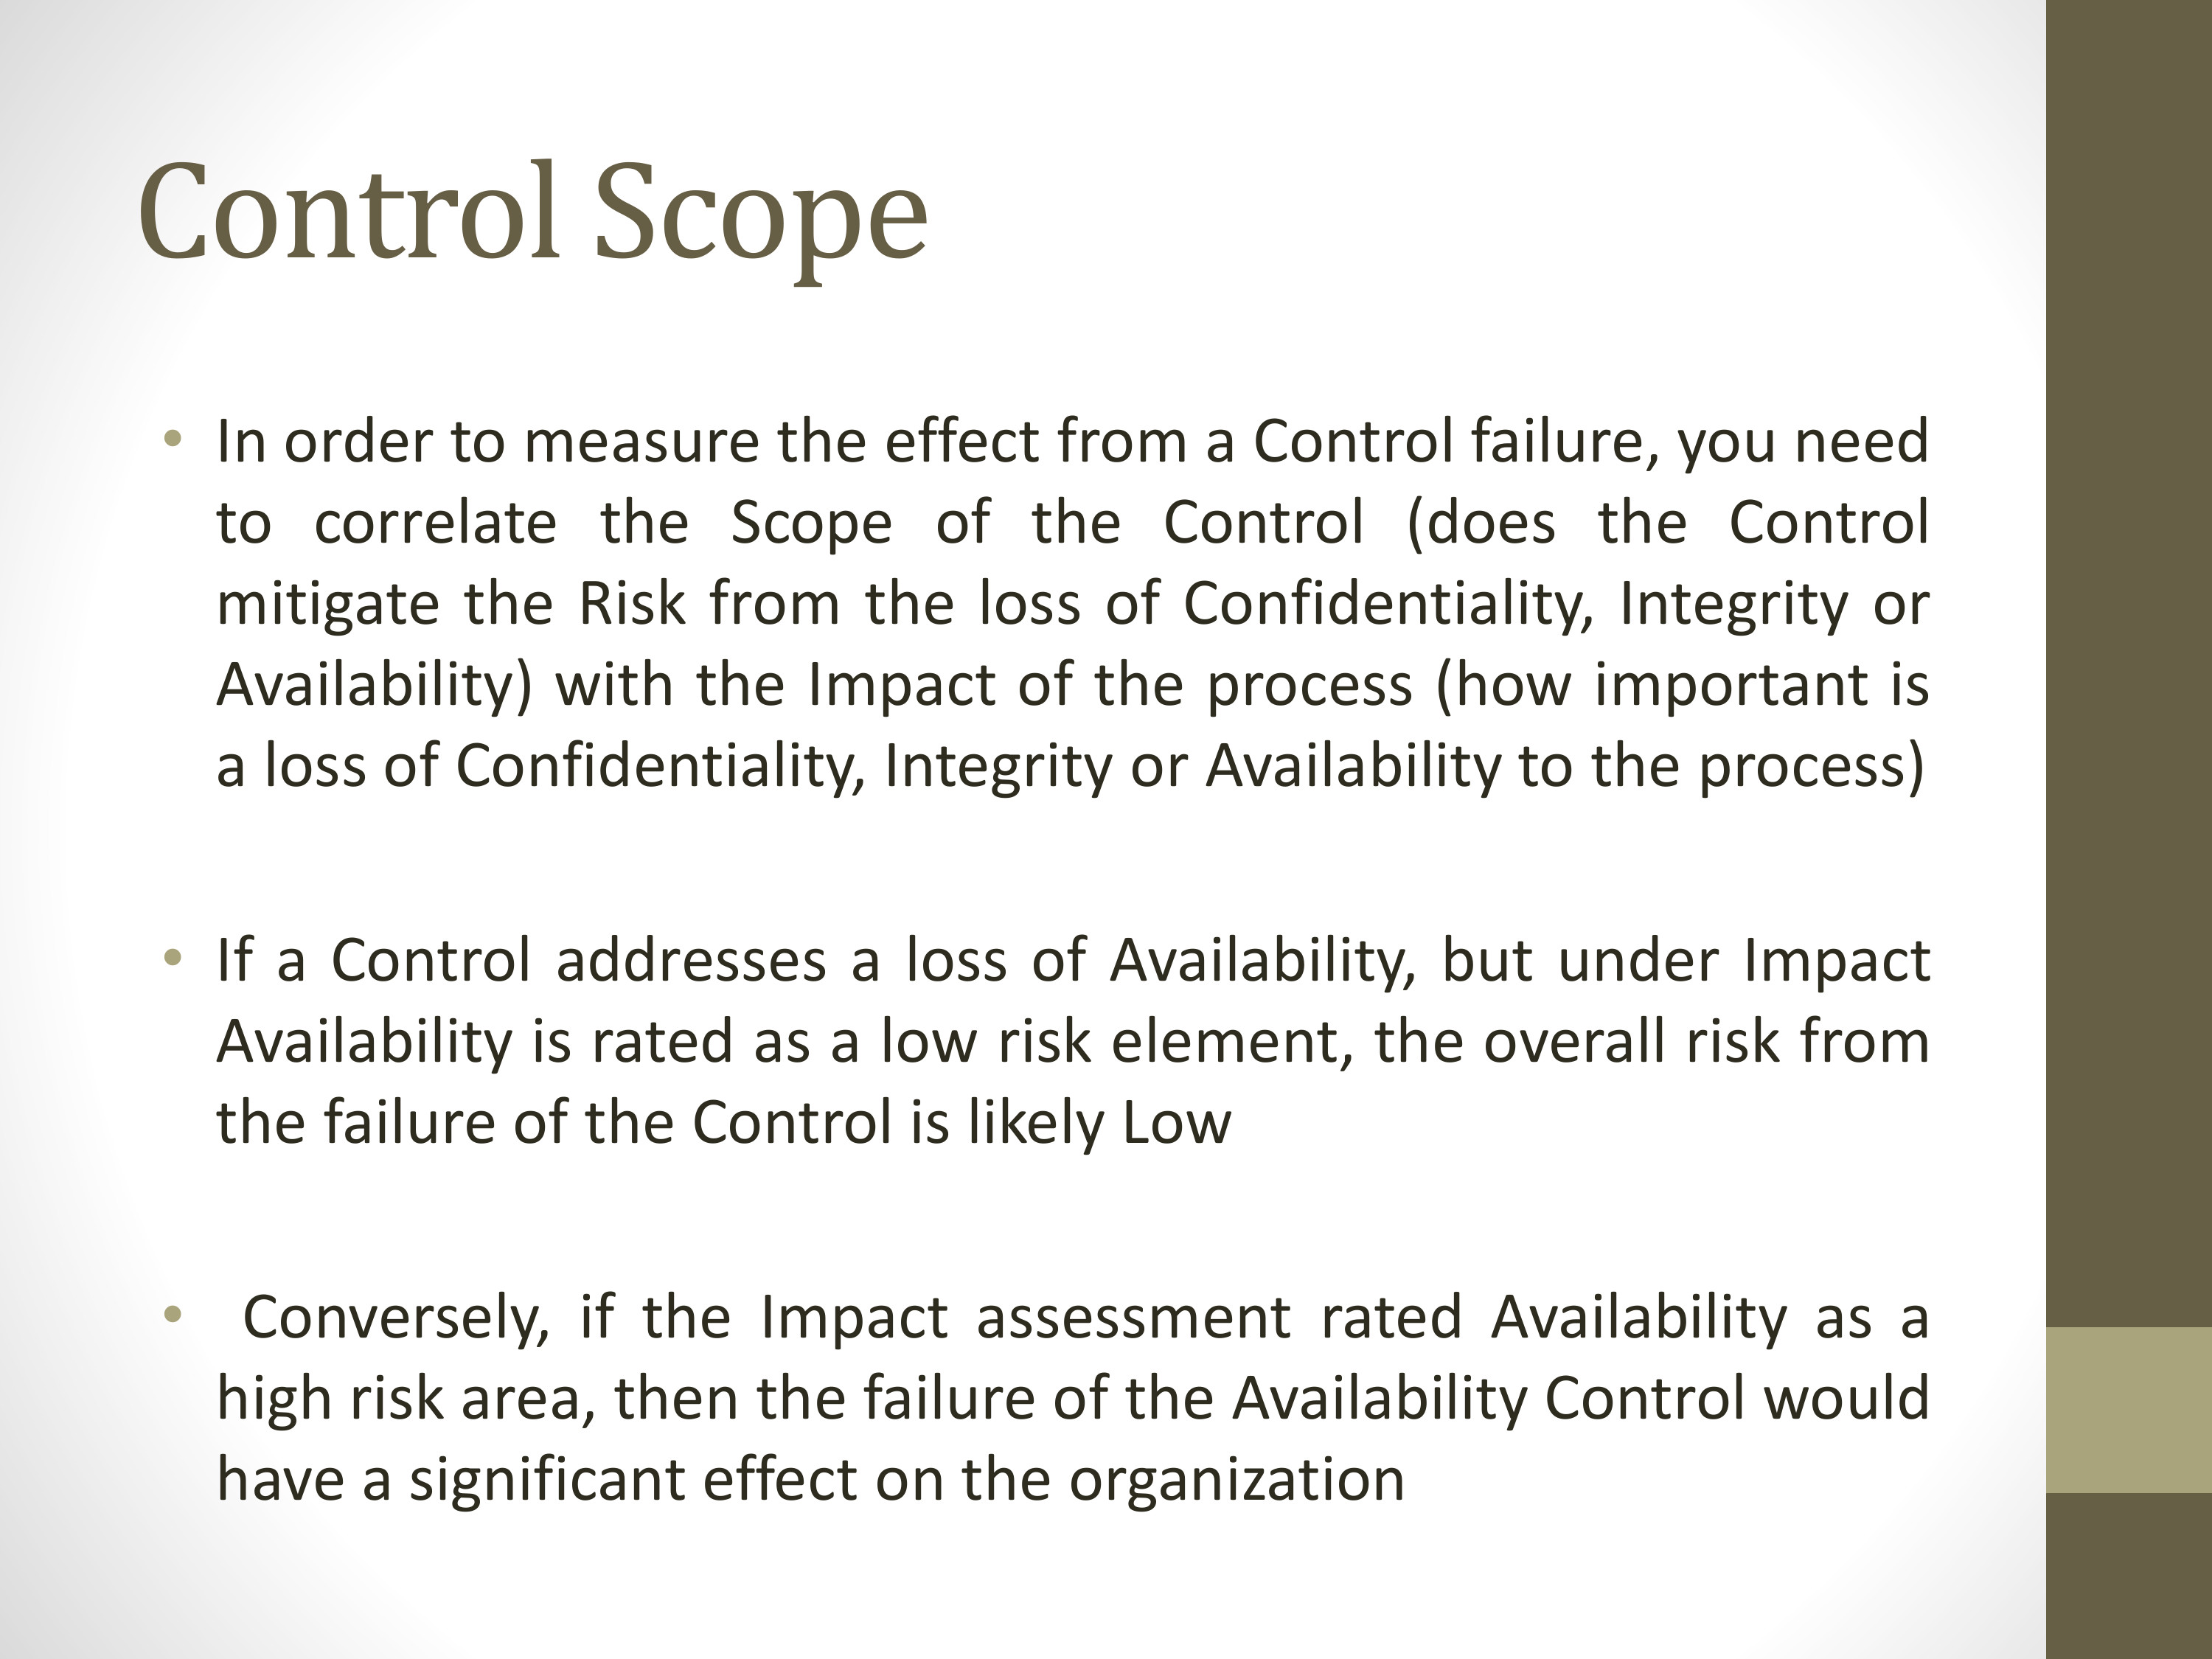 Control Scope
• In order to measure the effect from a Control failure, you need
to correlate the Scope of the Control (does the Control
mitigate the Risk from the loss of Confidentiality, Integrity or
Availability) with the Impact of the process (how important is
a loss of Confidentiality, Integrity or Availability to the process)
• If a Control addresses a loss of Availability, but under Impact
Availability is rated as a low risk element, the overall risk from
the failure of the Control is likely Low
• Conversely, if the Impact assessment rated Availability as a
high risk area, then the failure of the Availability Control would
have a significant effect on the organization